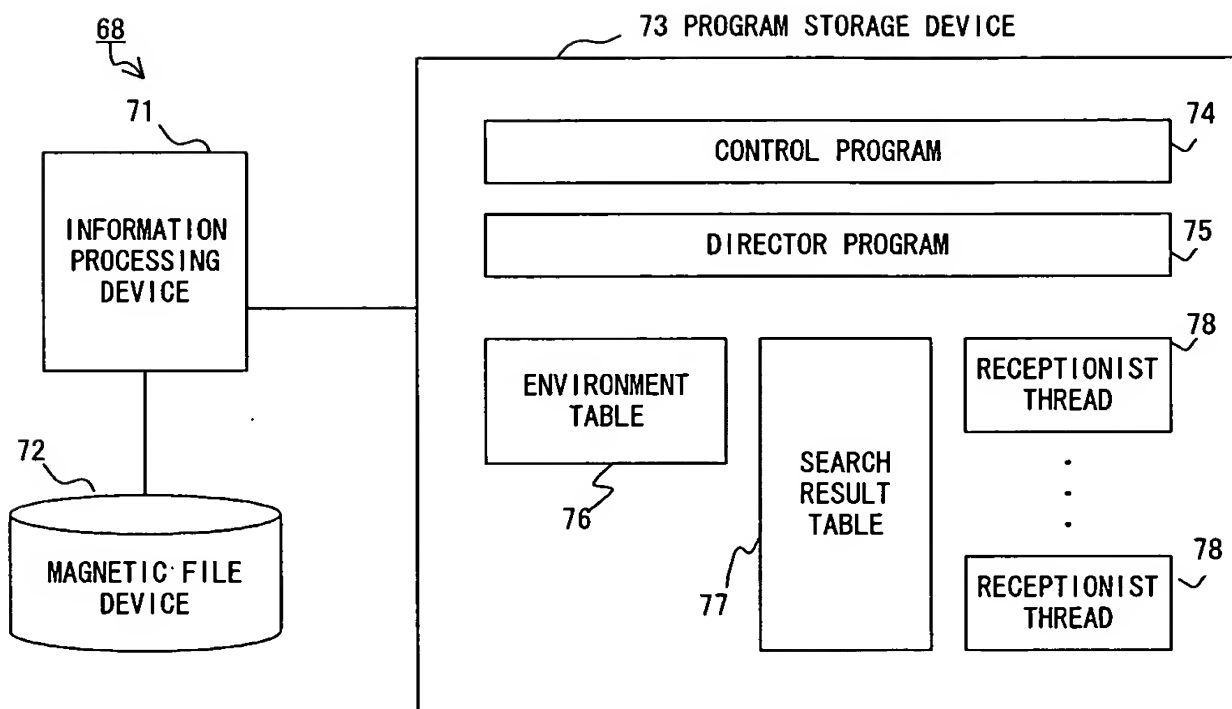 68
73 PROGRAM STORAGE DEVICE
71
74
CONTROL PROGRAM
INFORMATION
PROCESSING
DEVICE
DIRECTOR PROGRAM
75
78
ENVIRONMENT
TABLE
RECEPTIONIST
THREAD
72
76
SEARCH
RESULT
TABLE
77
78
MAGNETIC FILE
DEVICE
RECEPTIONIST
THREAD